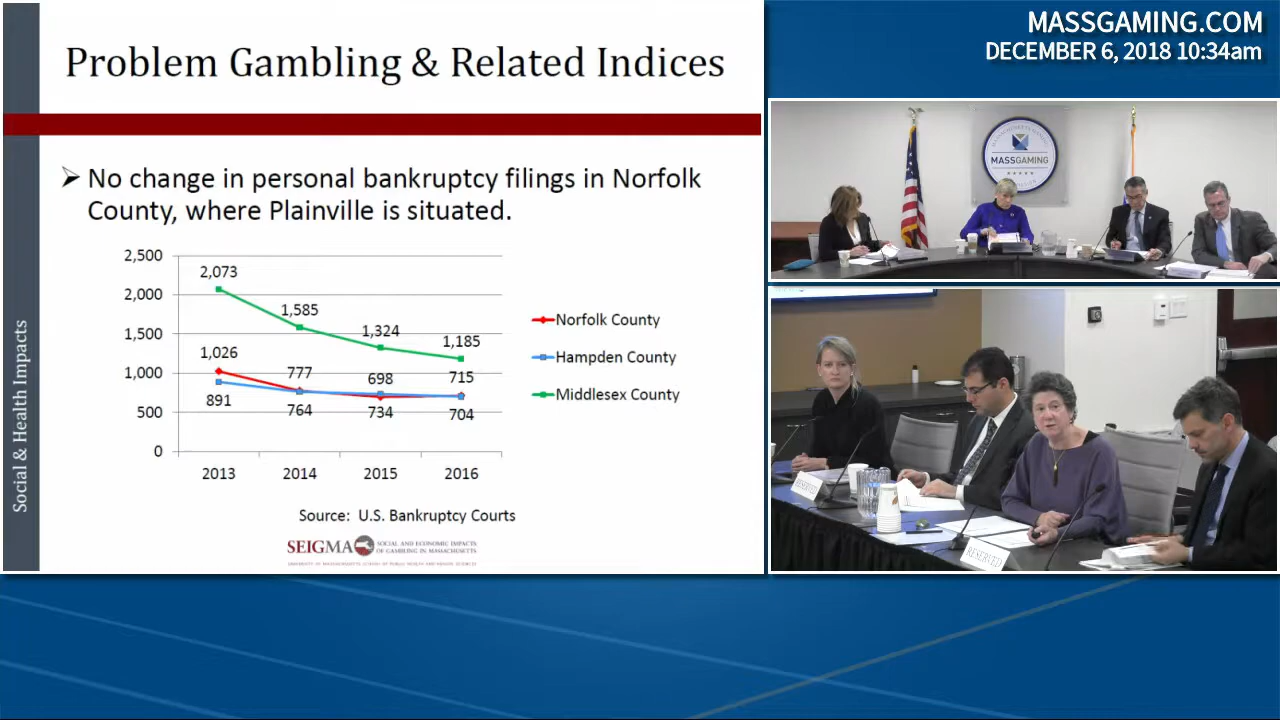 MASSGAMING.COM
DECEMBER 6, 2018 10:34am
Problem Gambling & Related Indices
➢ No change in personal bankruptcy filings in Norfolk
County, where Plainville is situated.
2,500
2,000
1,500
1,000
500
0
2,073
1,585
1,324
1,185
1,026
777
698
715
891
764
734
704
2013 2014 2015 2016
Norfolk County
Hampden County
Middlesex County
Source: U.S. Bankruptcy Courts
SEIGMA SOCIAL AND ECONOMIC IMPACTS
OF GAMBLING IN MASSACHUSETTS
Social & Health Impacts
MASSGAMING
RESERVED
RESERVED